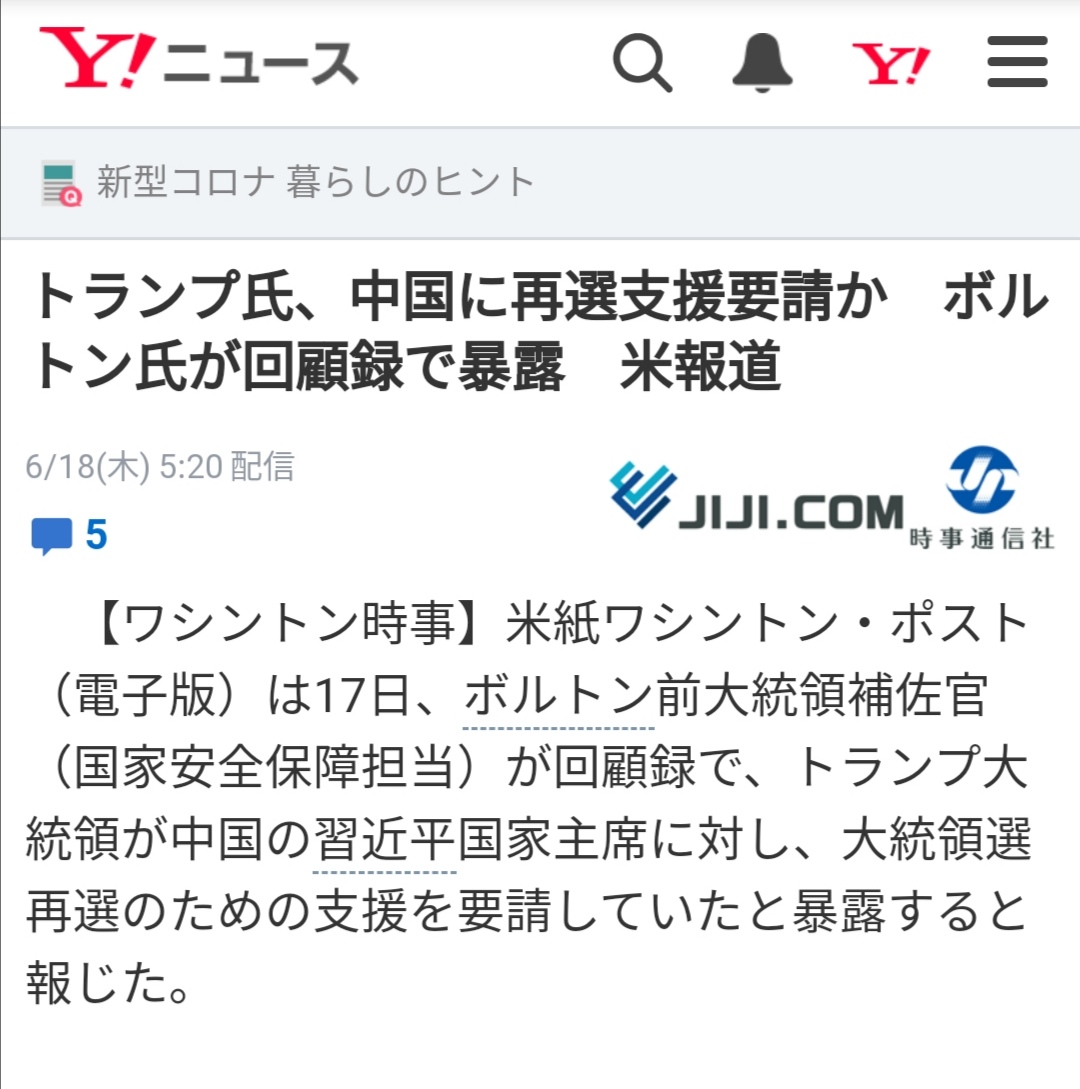 Y!ニュース
Y!
新型コロナ 暮らしのヒント
トランプ氏、中国に再選支援要請か　ボル
トン氏が回顧録で暴露　米報道
6/18(木) 5:20 配信
5
JIJI.COM
時事通信社
【ワシントン時事】米紙ワシントン・ポスト
（電子版）は17日、ボルトン前大統領補佐官
（国家安全保障担当）が回顧録で、トランプ大
統領が中国の習近平国家主席に対し、大統領選
再選のための支援を要請していたと暴露すると
報じた。